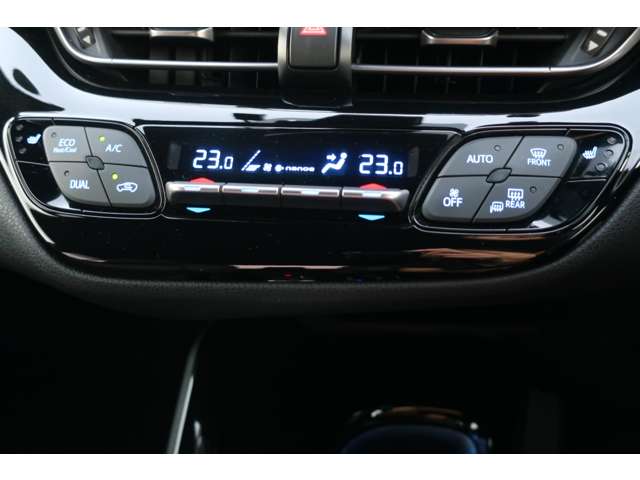 ECO
Heat/Cool
A/C
DUAL
23.0
nanoe
23.0
AUTO
FRONT
OFF
REAR